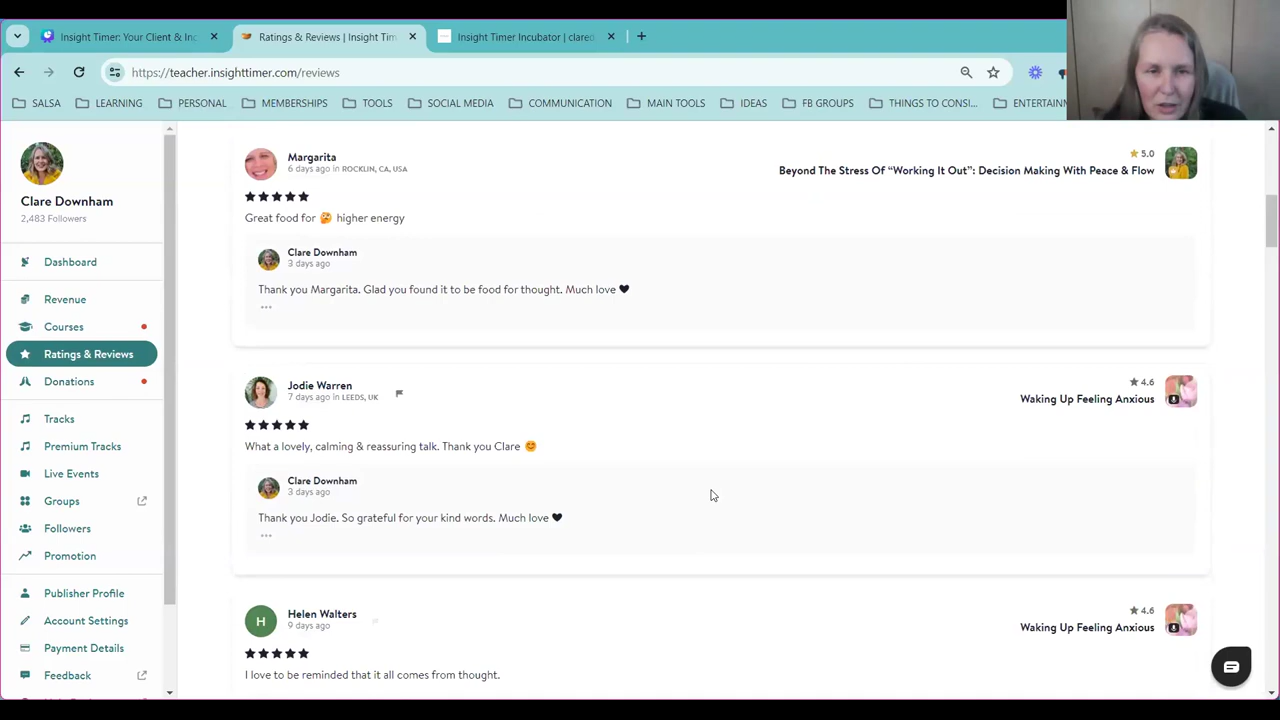 Insight Timer: Your Client & Inc
Ratings & Reviews | Insight Tim
Insight Timer Incubator | clared
https://teacher.insighttimer.com/reviews
SALSA
LEARNING
PERSONAL
MEMBERSHIPS
TOOLS
SOCIAL MEDIA
COMMUNICATION
MAIN TOOLS
IDEAS
FB GROUPS
THINGS TO CONSI...
ENTERTAINM
Clare Downham
2,483 Followers
Dashboard
Revenue
Courses
Ratings & Reviews
Donations
Tracks
Premium Tracks
Live Events
Groups
Followers
Promotion
Publisher Profile
Account Settings
Payment Details
Feedback
Margarita
6 days ago in ROCKLIN, CA, USA
★ 5.0
Beyond The Stress Of “Working It Out”: Decision Making With Peace & Flow
★★★★★
Great food for 🤔 higher energy
Clare Downham
3 days ago
Thank you Margarita. Glad you found it to be food for thought. Much love ♥
...
Jodie Warren
7 days ago in LEEDS, UK
★ 4.6
Waking Up Feeling Anxious
★★★★★
What a lovely, calming & reassuring talk. Thank you Clare 😊
Clare Downham
3 days ago
Thank you Jodie. So grateful for your kind words. Much love ♥
...
H
Helen Walters
9 days ago
★ 4.6
Waking Up Feeling Anxious
★★★★★
I love to be reminded that it all comes from thought.